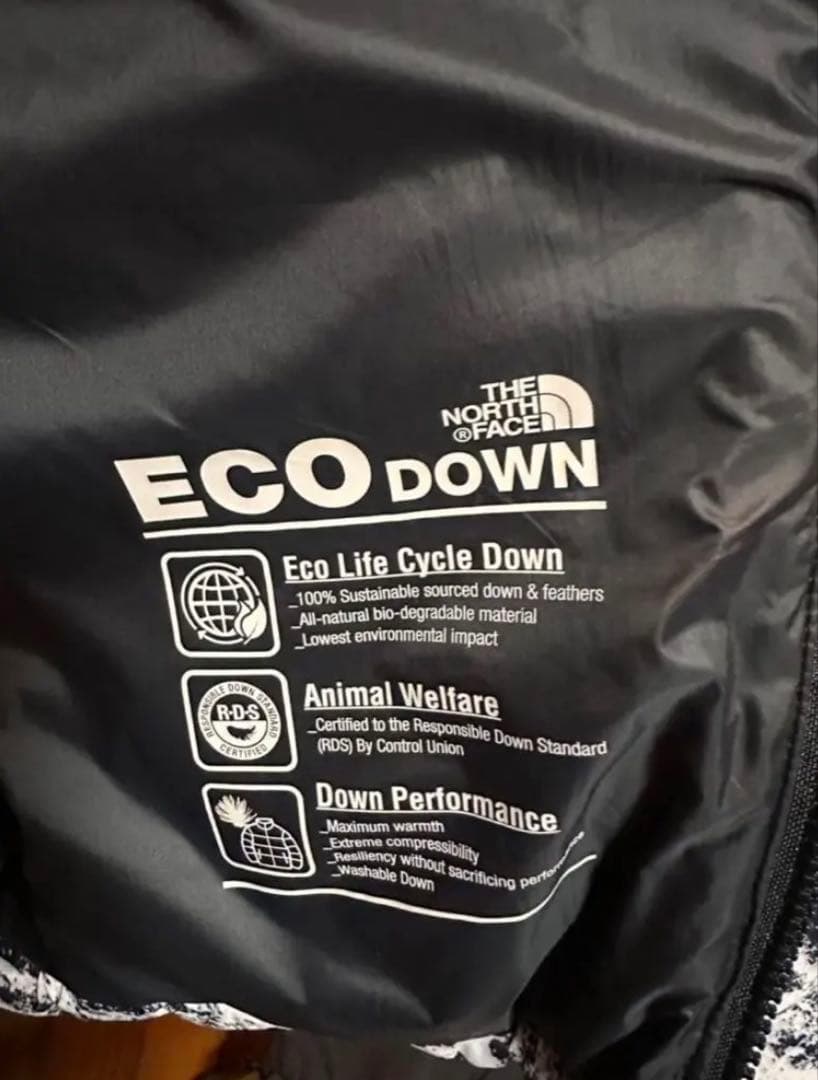 THE
NORTH
®FACE
ECO DOWN
Eco Life Cycle Down
_100% Sustainable sourced down & feathers
_All-natural bio-degradable material
_Lowest environmental impact
RESPONSIBLE DOWN STANDARD
R·D·S
CERTIFIED
Animal Welfare
_Certified to the Responsible Down Standard
(RDS) By Control Union
Down Performance
_Maximum warmth
_Extreme compressibility
_Resiliency without sacrificing performance
_Washable Down